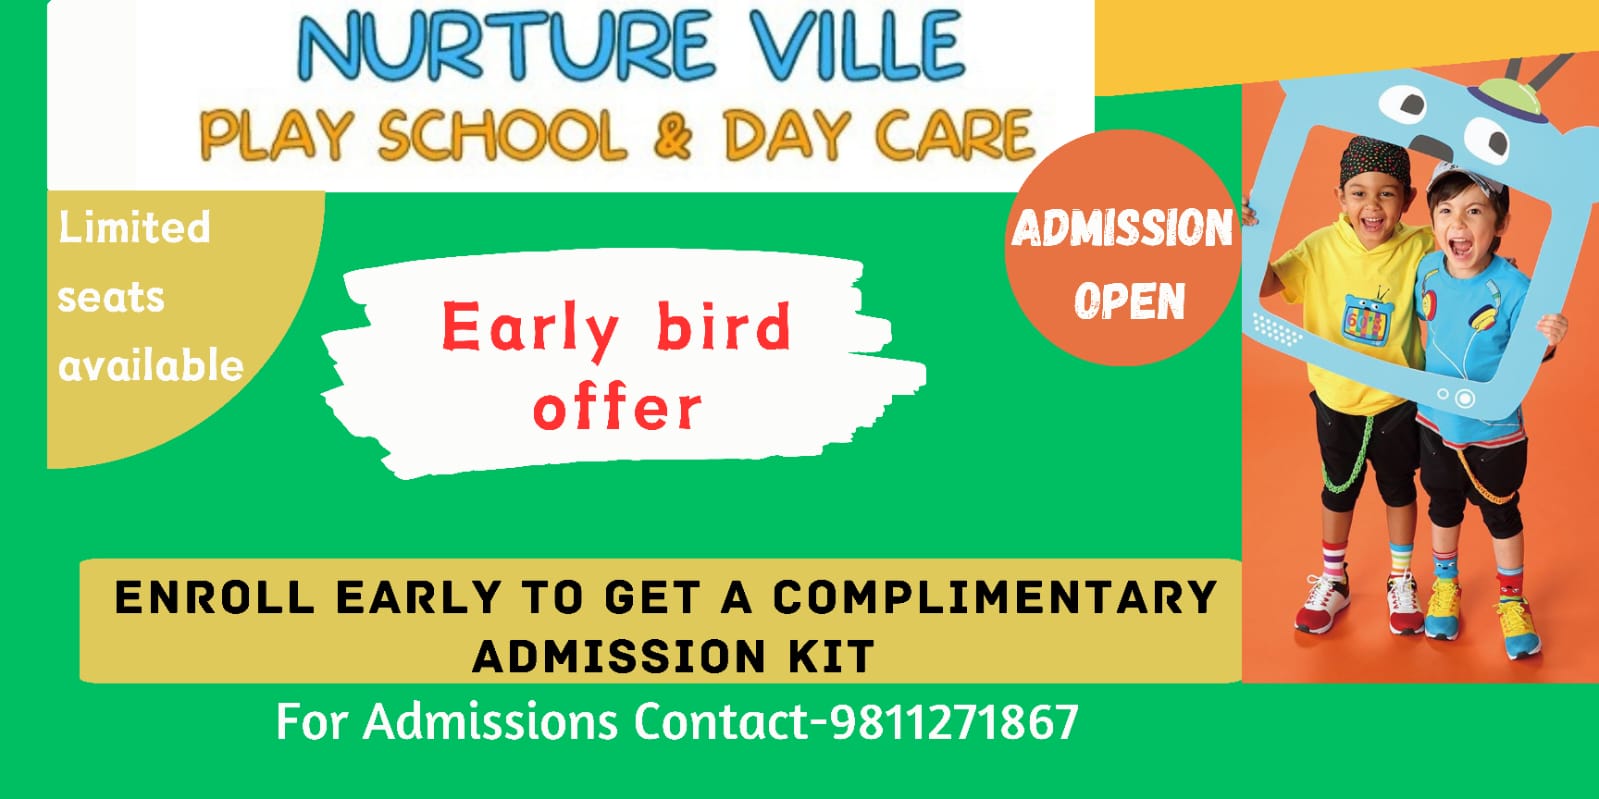 NURTURE VILLE
PLAY SCHOOL & DAY CARE
Limited
seats
available
Early bird
offer
ADMISSION
OPEN
ENROLL EARLY TO GET A COMPLIMENTARY
ADMISSION KIT
For Admissions Contact-9811271867